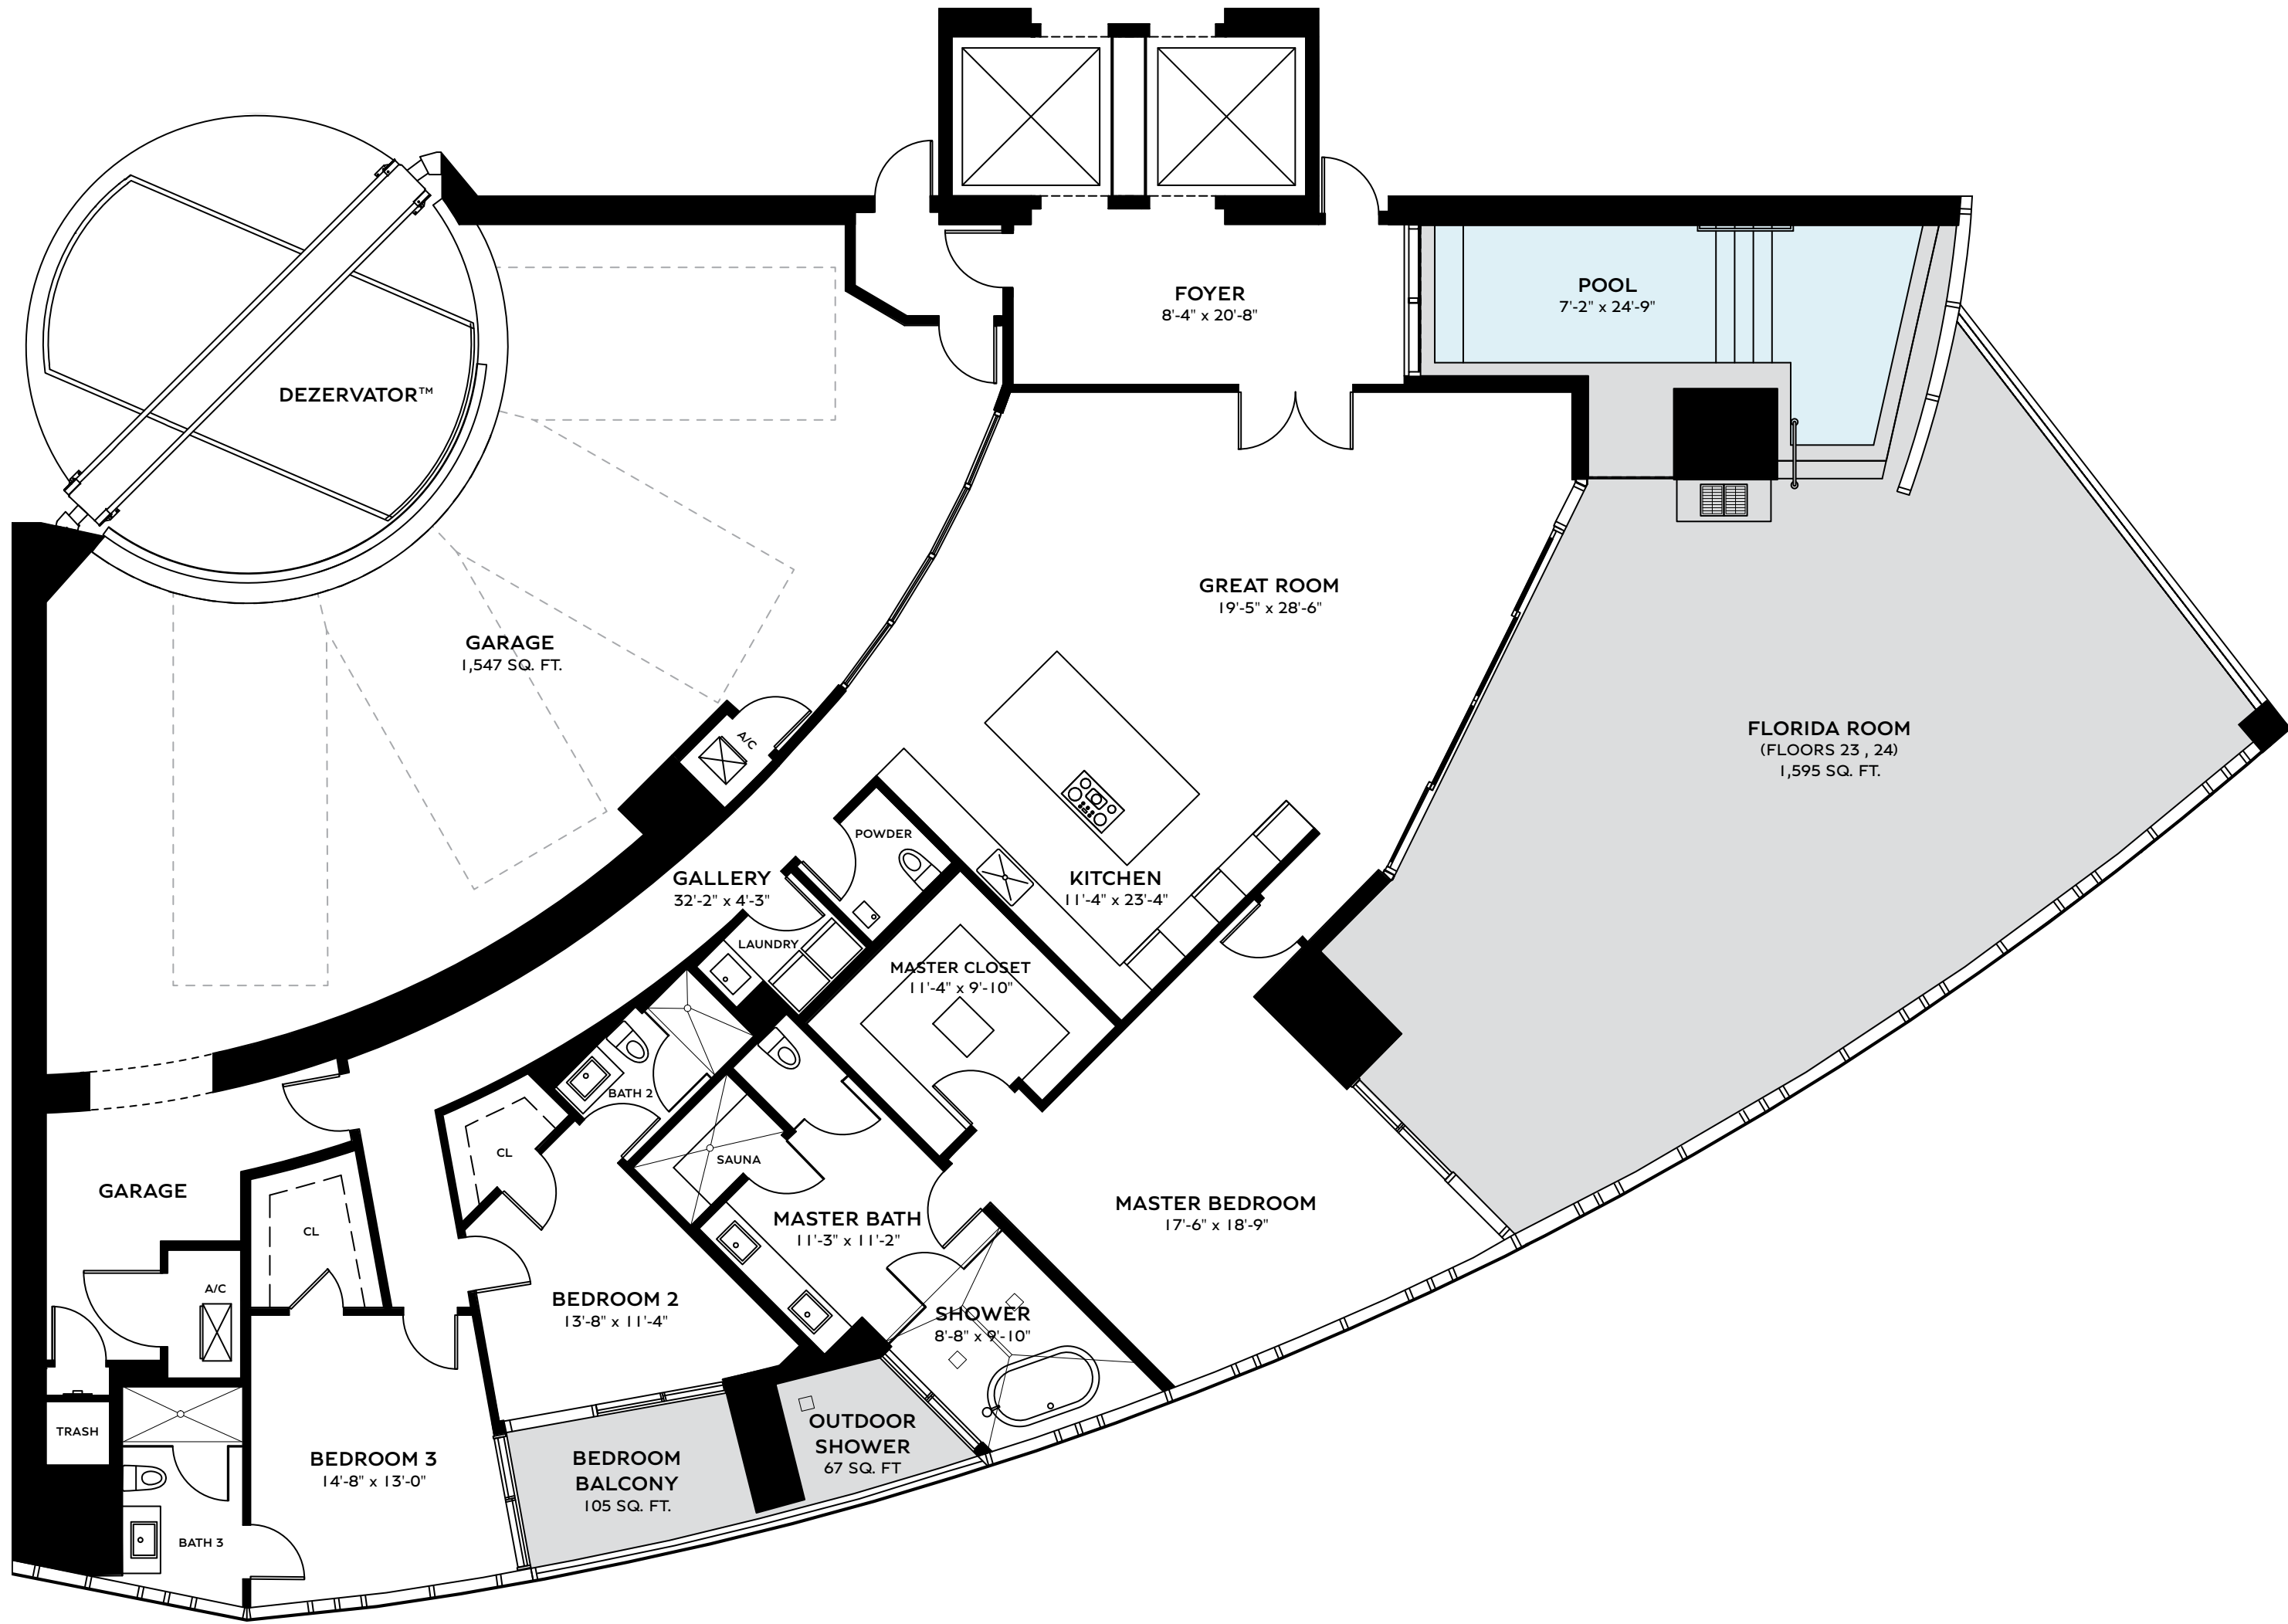 FOYER
8'-4" x 20'-8"
POOL
7'-2" x 24'-9"
DEZERVATOR™
GREAT ROOM
19'-5" x 28'-6"
GARAGE
1,547 SQ. FT.
FLORIDA ROOM
(FLOORS 23 , 24)
1,595 SQ. FT.
A/C
POWDER
GALLERY
32'-2" x 4'-3"
KITCHEN
11'-4" x 23'-4"
LAUNDRY
MASTER CLOSET
11'-4" x 9'-10"
BATH 2
CL
SAUNA
GARAGE
CL
MASTER BATH
11'-3" x 11'-2"
MASTER BEDROOM
17'-6" x 18'-9"
A/C
BEDROOM 2
13'-8" x 11'-4"
SHOWER
8'-8" x 9'-10"
TRASH
BEDROOM 3
14'-8" x 13'-0"
BEDROOM
BALCONY
105 SQ. FT.
OUTDOOR
SHOWER
67 SQ. FT
BATH 3